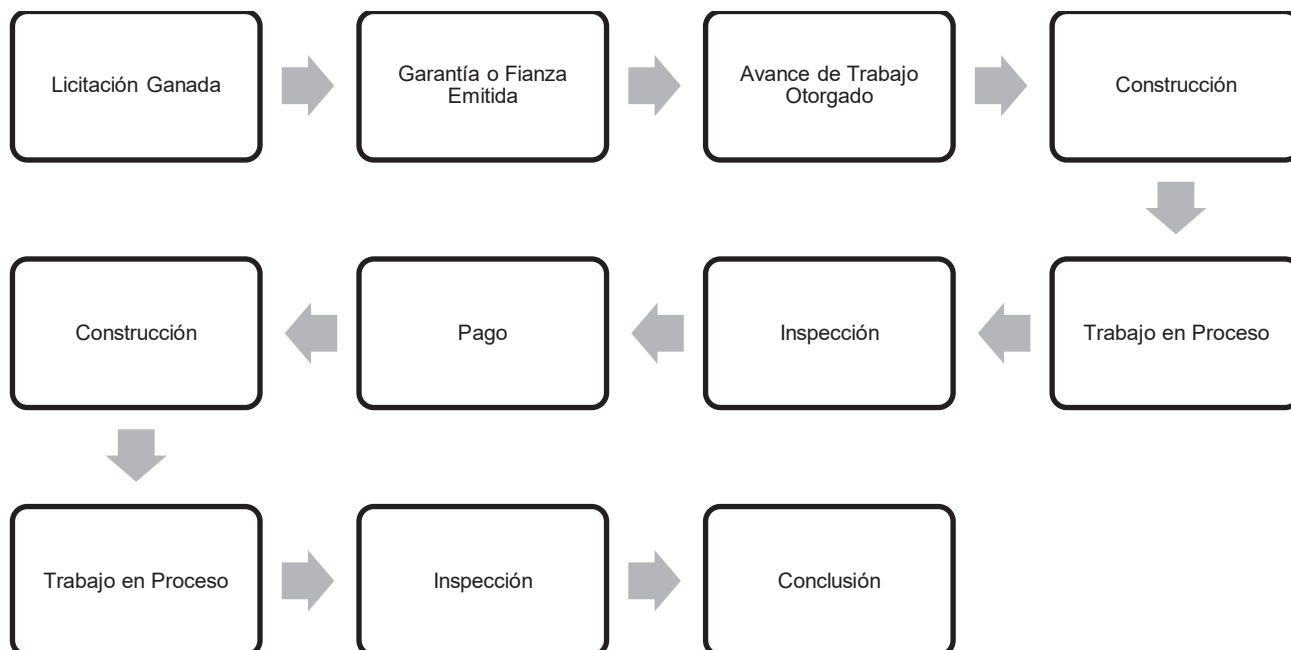 Licitación Ganada
Garantía o Fianza
Emitida
Avance de Trabajo
Otorgado
Construcción
Trabajo en Proceso
Inspección
Pago
Construcción
Trabajo en Proceso
Inspección
Conclusión